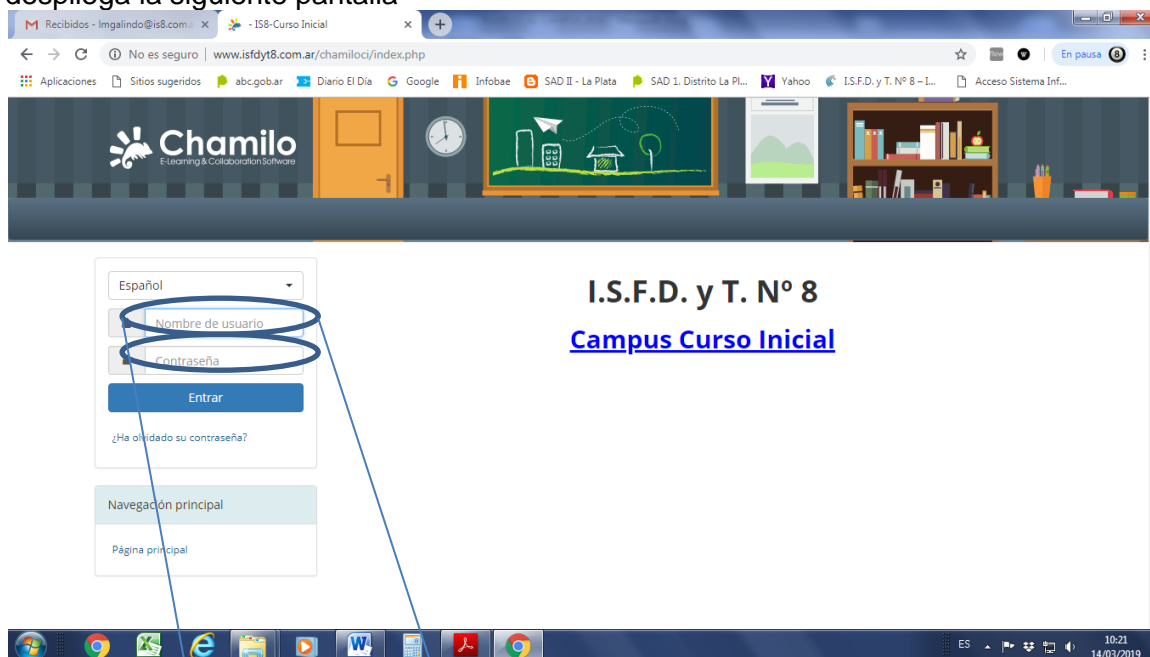 despliega la siguiente pantalla
Recibidos - lmgalindo@is8.com.a
- IS8-Curso Inicial
No es seguro | www.isfdyt8.com.ar/chamiloci/index.php
En pausa 8
Aplicaciones Sitios sugeridos abc.gob.ar Diario El Día Google Infobae SAD II - La Plata SAD 1. Distrito La Pl... Yahoo I.S.F.D. y T. Nº 8 – I... Acceso Sistema Inf...
Chamilo
E-Learning & Collaboration Software
Español
Nombre de usuario
Contraseña
Entrar
¿Ha olvidado su contraseña?
Navegación principal
Página principal
I.S.F.D. y T. Nº 8
Campus Curso Inicial
ES
10:21
14/03/2019